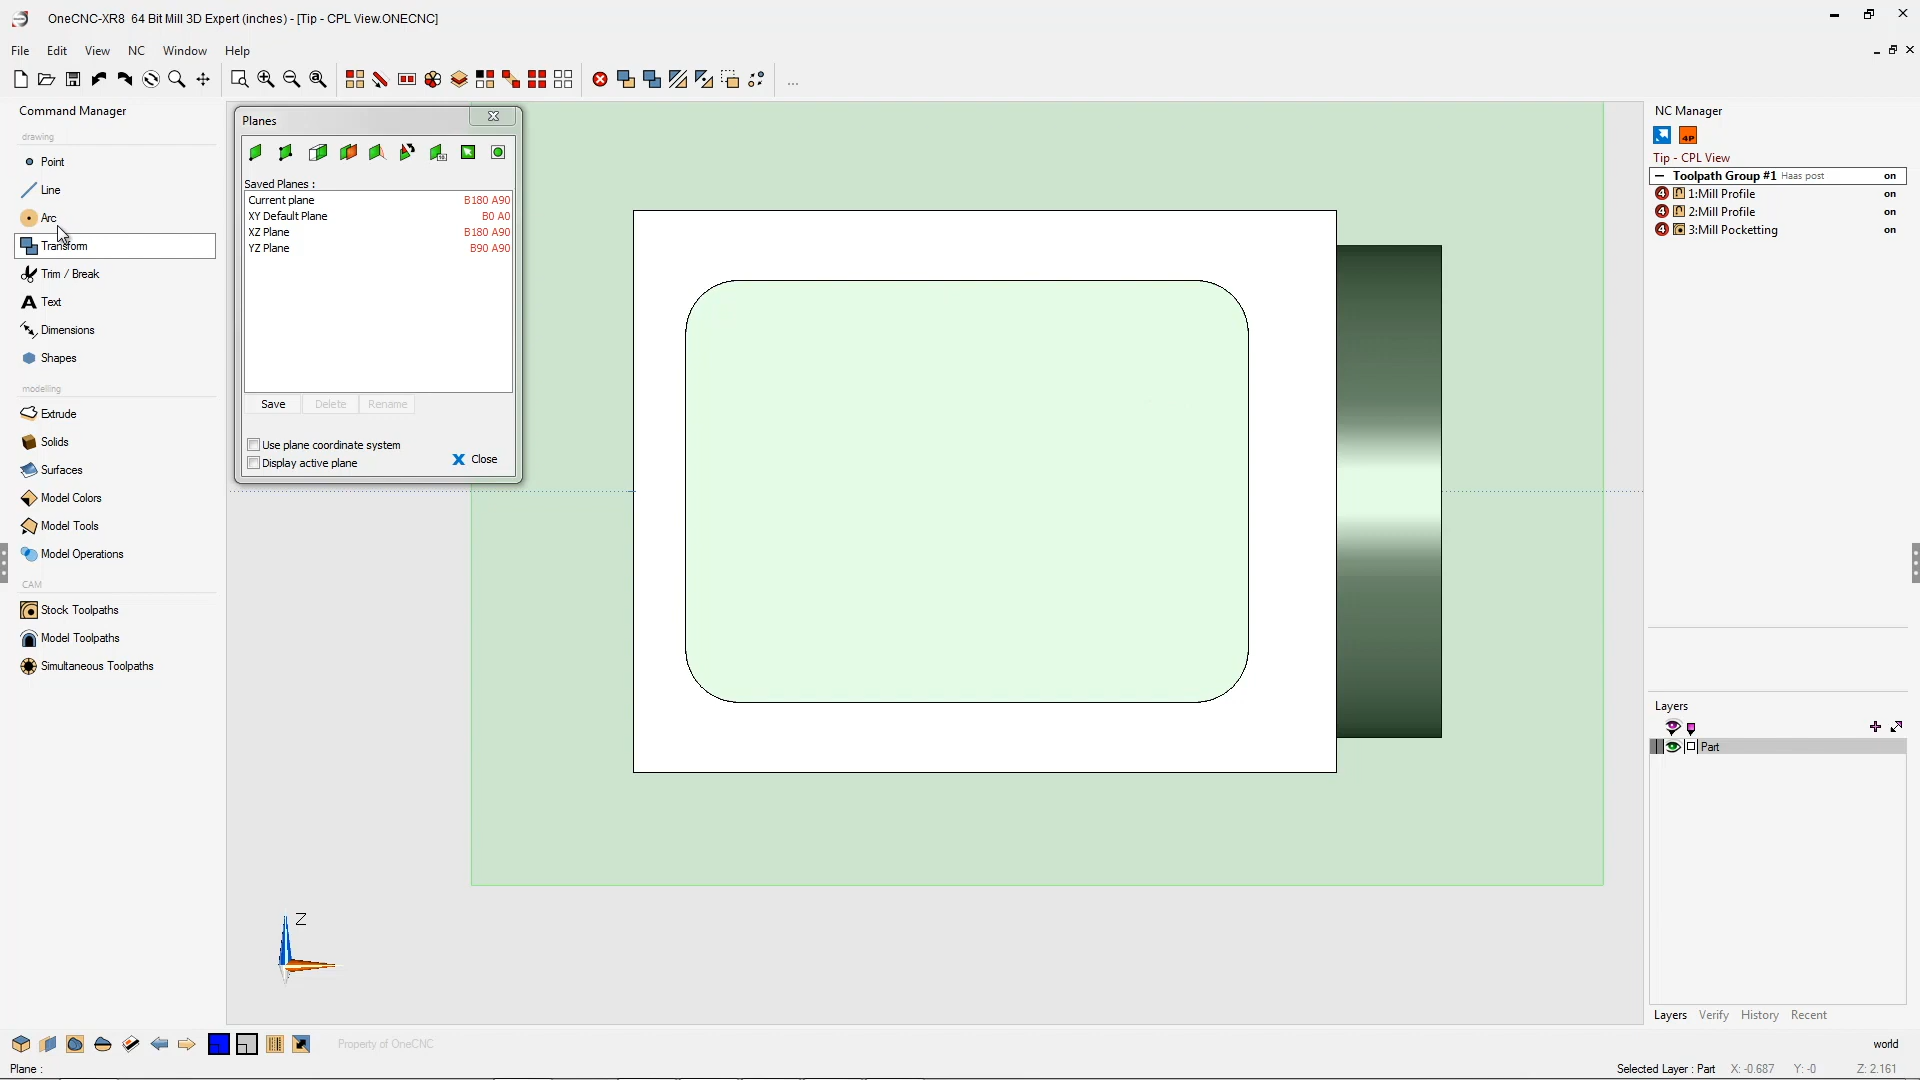 OneCNC-XR8 64 Bit Mill 3D Expert (inches) - [Tip - CPL View.ONECNC]
File Edit View NC Window Help
...
Command Manager
drawing
Point
Line
Arc
Transform
Trim / Break
Text
Dimensions
Shapes
modelling
Extrude
Solids
Surfaces
Model Colors
Model Tools
Model Operations
CAM
Stock Toolpaths
Model Toolpaths
Simultaneous Toolpaths
Planes
Saved Planes :
Current plane B180 A90
XY Default Plane B0 A0
XZ Plane B180 A90
YZ Plane B90 A90
Save Delete Rename
Use plane coordinate system
Display active plane
Close
Z
NC Manager
4P
Tip - CPL View
Toolpath Group #1 Haas post on
4 1:Mill Profile on
4 2:Mill Profile on
4 3:Mill Pocketting on
Layers
Part
Layers Verify History Recent
Property of OneCNC
world
Plane :
Selected Layer : Part X: -0.687 Y: -0 Z: 2.161